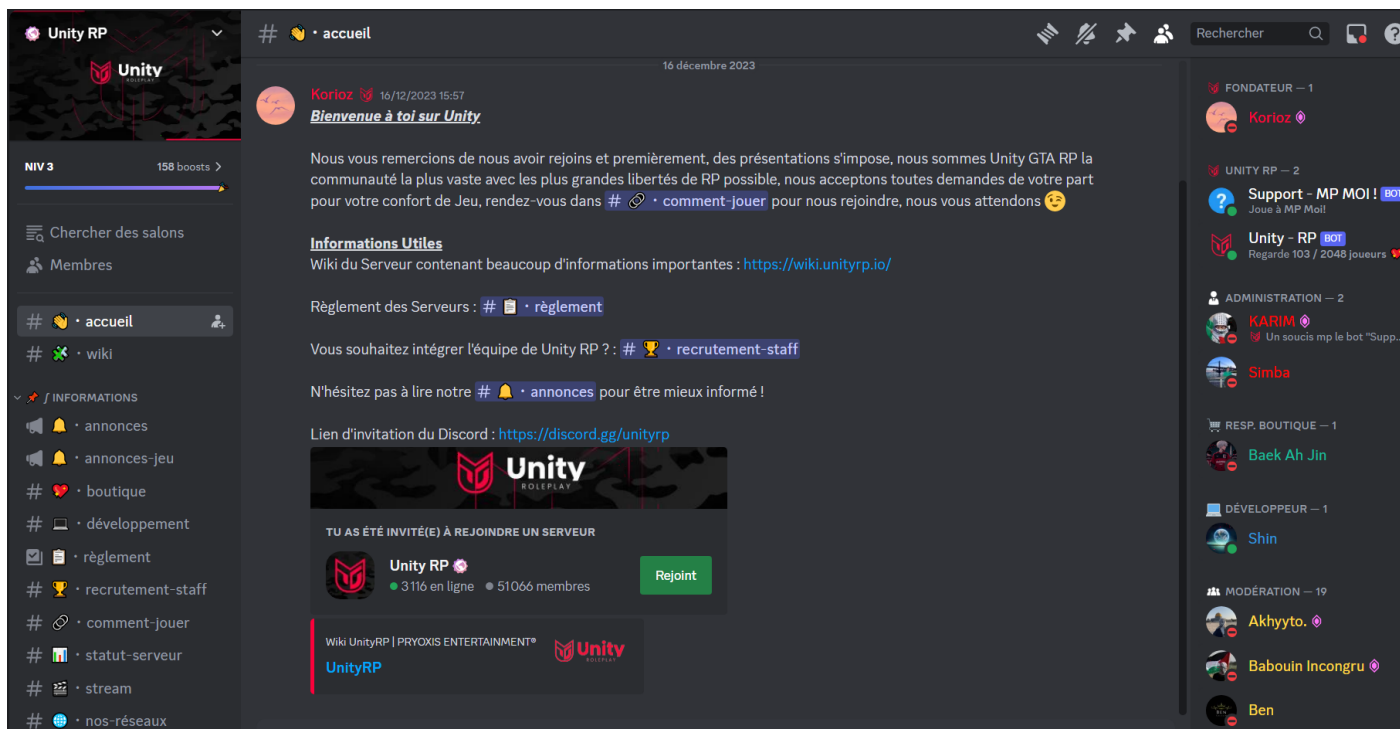 Unity RP
Unity
ROLEPLAY
NIV 3
158 boosts
Chercher des salons
Membres
# 👋・accueil
# 🧩・wiki
📌 ∫ INFORMATIONS
🔔・annonces
🔔・annonces-jeu
# 💖・boutique
# 💻・développement
📋・règlement
# 🏆・recrutement-staff
# 🔗・comment-jouer
# 📊・statut-serveur
# 🎬・stream
# 🌐・nos-réseaux
# 👋・accueil
Rechercher
16 décembre 2023
Korioz 16/12/2023 15:57
Bienvenue à toi sur Unity
Nous vous remercions de nous avoir rejoins et premièrement, des présentations s'impose, nous sommes Unity GTA RP la
communauté la plus vaste avec les plus grandes libertés de RP possible, nous acceptons toutes demandes de votre part
pour votre confort de Jeu, rendez-vous dans # 🔗・comment-jouer pour nous rejoindre, nous vous attendons 😉
Informations Utiles
Wiki du Serveur contenant beaucoup d'informations importantes : https://wiki.unityrp.io/
Règlement des Serveurs : # 📋・règlement
Vous souhaitez intégrer l'équipe de Unity RP ? : # 🏆・recrutement-staff
N'hésitez pas à lire notre # 🔔・annonces pour être mieux informé !
Lien d'invitation du Discord : https://discord.gg/unityrp
Unity
ROLEPLAY
TU AS ÉTÉ INVITÉ(E) À REJOINDRE UN SERVEUR
Unity RP
3116 en ligne 51066 membres
Rejoint
Wiki UnityRP | PRYOXIS ENTERTAINMENT®
UnityRP
Unity
ROLEPLAY
FONDATEUR — 1
Korioz
UNITY RP — 2
Support - MP MOI ! BOT
Joue à MP Moi!
Unity - RP BOT
Regarde 103 / 2048 joueurs
ADMINISTRATION — 2
KARIM
Un soucis mp le bot "Supp...
Simba
RESP. BOUTIQUE — 1
Baek Ah Jin
DÉVELOPPEUR — 1
Shin
MODÉRATION — 19
Akhyyto.
Babouin Incongru
Ben